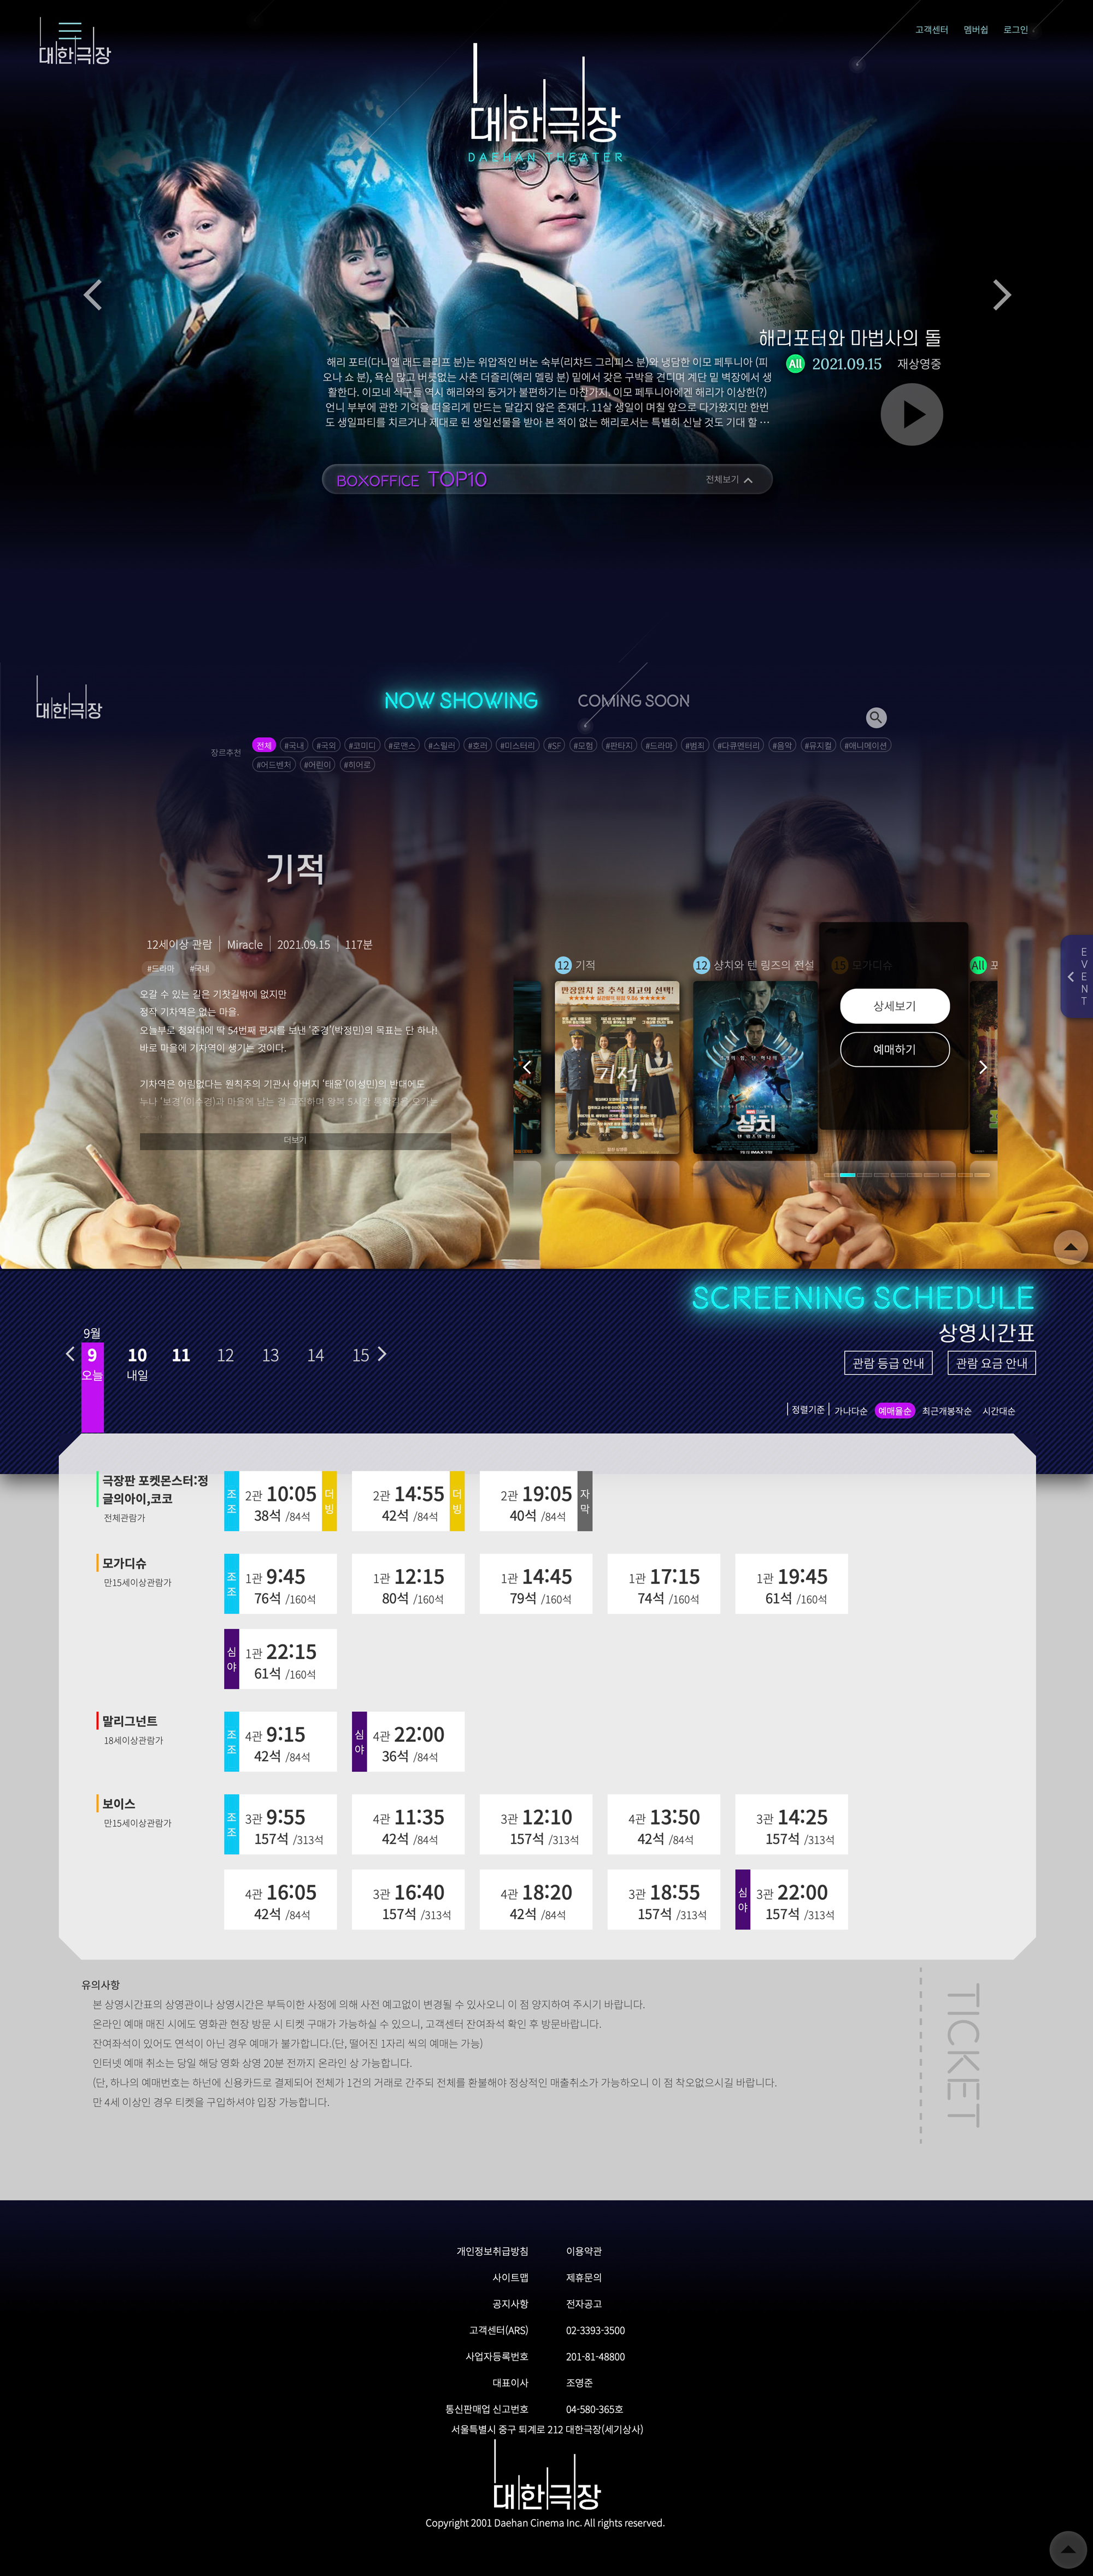 대한극장
고객센터 멤버쉽 로그인
대한극장
DAEHAN THEATER
해리포터와 마법사의 돌
All 2021.09.15 재상영중
해리 포터(다니엘 래드클리프 분)는 위압적인 버논 숙부(리챠드 그리피스 분)와 냉담한 이모 페투니아 (피
오나 쇼 분), 욕심 많고 버릇없는 사촌 더즐리(해리 멜링 분) 밑에서 갖은 구박을 견디며 계단 밑 벽장에서 생
활한다. 이모네 식구들 역시 해리와의 동거가 불편하기는 마찬가지. 이모 페투니아에겐 해리가 이상한(?)
언니 부부에 관한 기억을 떠올리게 만드는 달갑지 않은 존재다. 11살 생일이 며칠 앞으로 다가왔지만 한번
도 생일파티를 치르거나 제대로 된 생일선물을 받아 본 적이 없는 해리로서는 특별히 신날 것도 기대 할 …
BOXOFFICE TOP10 전체보기
대한극장
NOW SHOWING COMING SOON
장르추천 전체 #국내 #국외 #코미디 #로맨스 #스릴러 #호러 #미스터리 #SF #모험 #판타지 #드라마 #범죄 #다큐엔터리 #음악 #뮤지컬 #애니메이션
#어드벤처 #어린이 #히어로
기적
12세이상 관람 Miracle 2021.09.15 117분
#드라마 #국내
오갈 수 있는 길은 기찻길밖에 없지만
정작 기차역은 없는 마을.
오늘부로 청와대에 딱 54번째 편지를 보낸 '준경'(박정민)의 목표는 단 하나!
바로 마을에 기차역이 생기는 것이다.
기차역은 어림없다는 원칙주의 기관사 아버지 '태윤'(이성민)의 반대에도
누나 '보경'(이수경)과 마을에 남는 걸 고집하며 왕복 5시간 통학길을 오가는
더보기
12 기적
12 샹치와 텐 링즈의 전설
15 모가디슈
All 포
기적
샹치
텐 링즈의 전설
상세보기
예매하기
EVENT
SCREENING SCHEDULE
상영시간표
관람 등급 안내 관람 요금 안내
9월
9 10 11 12 13 14 15
오늘 내일
정렬기준 가나다순 예매율순 최근개봉작순 시간대순
극장판 포켓몬스터:정
글의아이,코코
전체관람가
조조 2관 10:05 더빙
38석 /84석
2관 14:55 더빙
42석 /84석
2관 19:05 자막
40석 /84석
모가디슈
만15세이상관람가
조조 1관 9:45
76석 /160석
1관 12:15
80석 /160석
1관 14:45
79석 /160석
1관 17:15
74석 /160석
1관 19:45
61석 /160석
심야 1관 22:15
61석 /160석
말리그넌트
18세이상관람가
조조 4관 9:15
42석 /84석
심야 4관 22:00
36석 /84석
보이스
만15세이상관람가
조조 3관 9:55
157석 /313석
4관 11:35
42석 /84석
3관 12:10
157석 /313석
4관 13:50
42석 /84석
3관 14:25
157석 /313석
4관 16:05
42석 /84석
3관 16:40
157석 /313석
4관 18:20
42석 /84석
3관 18:55
157석 /313석
심야 3관 22:00
157석 /313석
유의사항
본 상영시간표의 상영관이나 상영시간은 부득이한 사정에 의해 사전 예고없이 변경될 수 있사오니 이 점 양지하여 주시기 바랍니다.
온라인 예매 매진 시에도 영화관 현장 방문 시 티켓 구매가 가능하실 수 있으니, 고객센터 잔여좌석 확인 후 방문바랍니다.
잔여좌석이 있어도 연석이 아닌 경우 예매가 불가합니다.(단, 떨어진 1자리 씩의 예매는 가능)
인터넷 예매 취소는 당일 해당 영화 상영 20분 전까지 온라인 상 가능합니다.
(단, 하나의 예매번호는 하넌에 신용카드로 결제되어 전체가 1건의 거래로 간주되 전체를 환불해야 정상적인 매출취소가 가능하오니 이 점 착오없으시길 바랍니다.
만 4세 이상인 경우 티켓을 구입하셔야 입장 가능합니다.
TICKET
개인정보취급방침 이용약관
사이트맵 제휴문의
공지사항 전자공고
고객센터(ARS) 02-3393-3500
사업자등록번호 201-81-48800
대표이사 조영준
통신판매업 신고번호 04-580-365호
서울특별시 중구 퇴계로 212 대한극장(세기상사)
대한극장
Copyright 2001 Daehan Cinema Inc. All rights reserved.